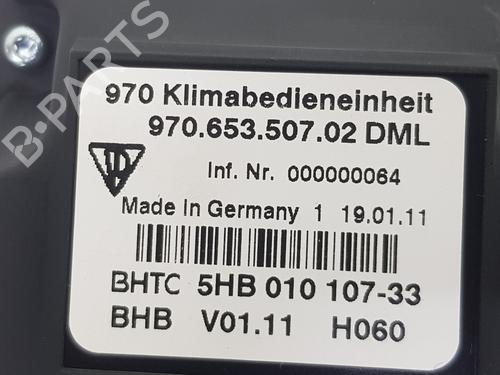 B-PARTS
970 Klimabedieneinheit
970.653.507.02 DML
Inf. Nr. 000000064
Made In Germany 1 19.01.11
BHTC 5HB 010 107-33
BHB V01.11 H060